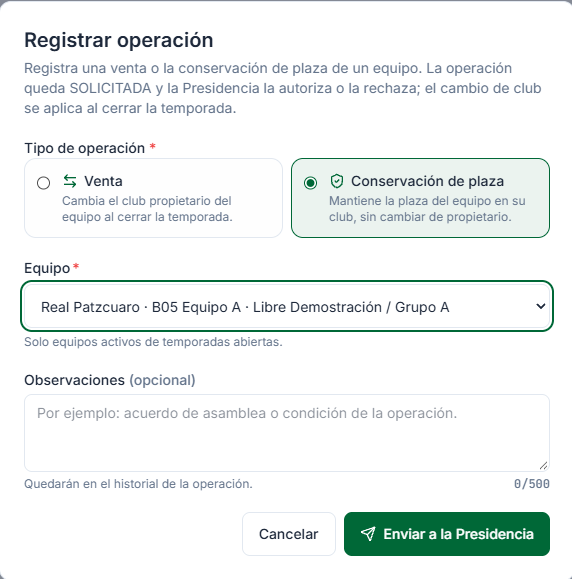 Registrar operación
Registra una venta o la conservación de plaza de un equipo. La operación
queda SOLICITADA y la Presidencia la autoriza o la rechaza; el cambio de club
se aplica al cerrar la temporada.
Tipo de operación *
Venta
Cambia el club propietario del
equipo al cerrar la temporada.
Conservación de plaza
Mantiene la plaza del equipo en su
club, sin cambiar de propietario.
Equipo *
Real Patzcuaro · B05 Equipo A · Libre Demostración / Grupo A
Solo equipos activos de temporadas abiertas.
Observaciones (opcional)
Por ejemplo: acuerdo de asamblea o condición de la operación.
Quedarán en el historial de la operación.
0/500
Cancelar
Enviar a la Presidencia